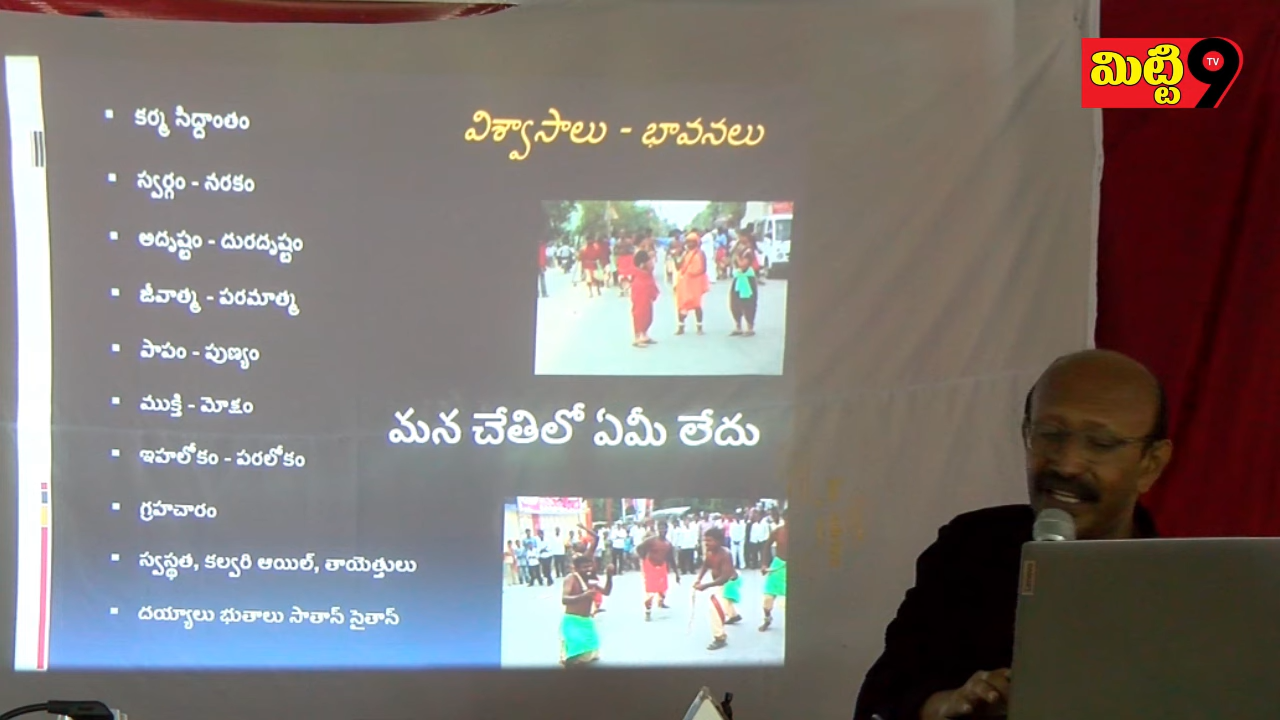 మిట్టి9
TV
విశ్వాసాలు - భావనలు
కర్మ సిద్దాంతం
స్వర్గం - నరకం
అదృష్టం - దురదృష్టం
జీవాత్మ - పరమాత్మ
పాపం - పుణ్యం
ముక్తి - మోక్షం
ఇహలోకం - పరలోకం
గ్రహచారం
స్వస్థత, కల్వరి ఆయిల్, తాయెత్తులు
దయ్యాలు భుతాలు సాతాస్ సైతాస్
మన చేతిలో ఏమీ లేదు
Lenovo